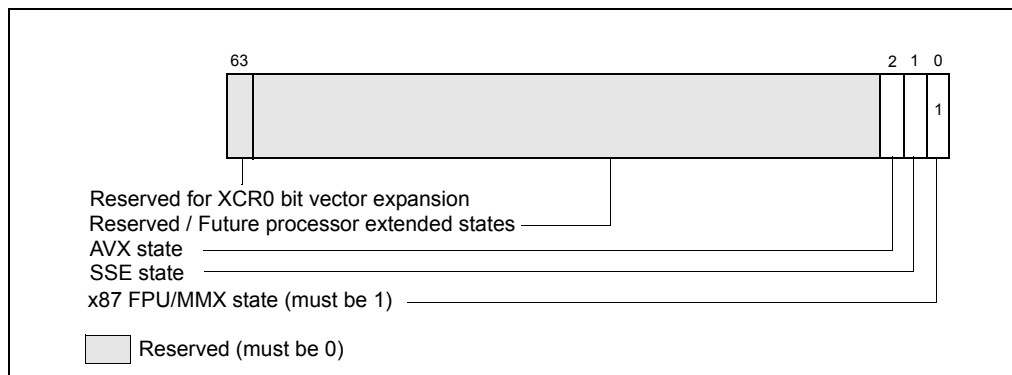 63 2 1 0
1
Reserved for XCR0 bit vector expansion
Reserved / Future processor extended states
AVX state
SSE state
x87 FPU/MMX state (must be 1)
Reserved (must be 0)